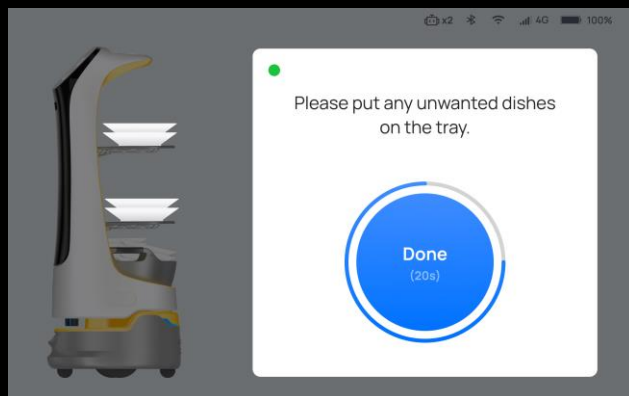 x2 4G 100%
Please put any unwanted dishes
on the tray.
Done
(20s)